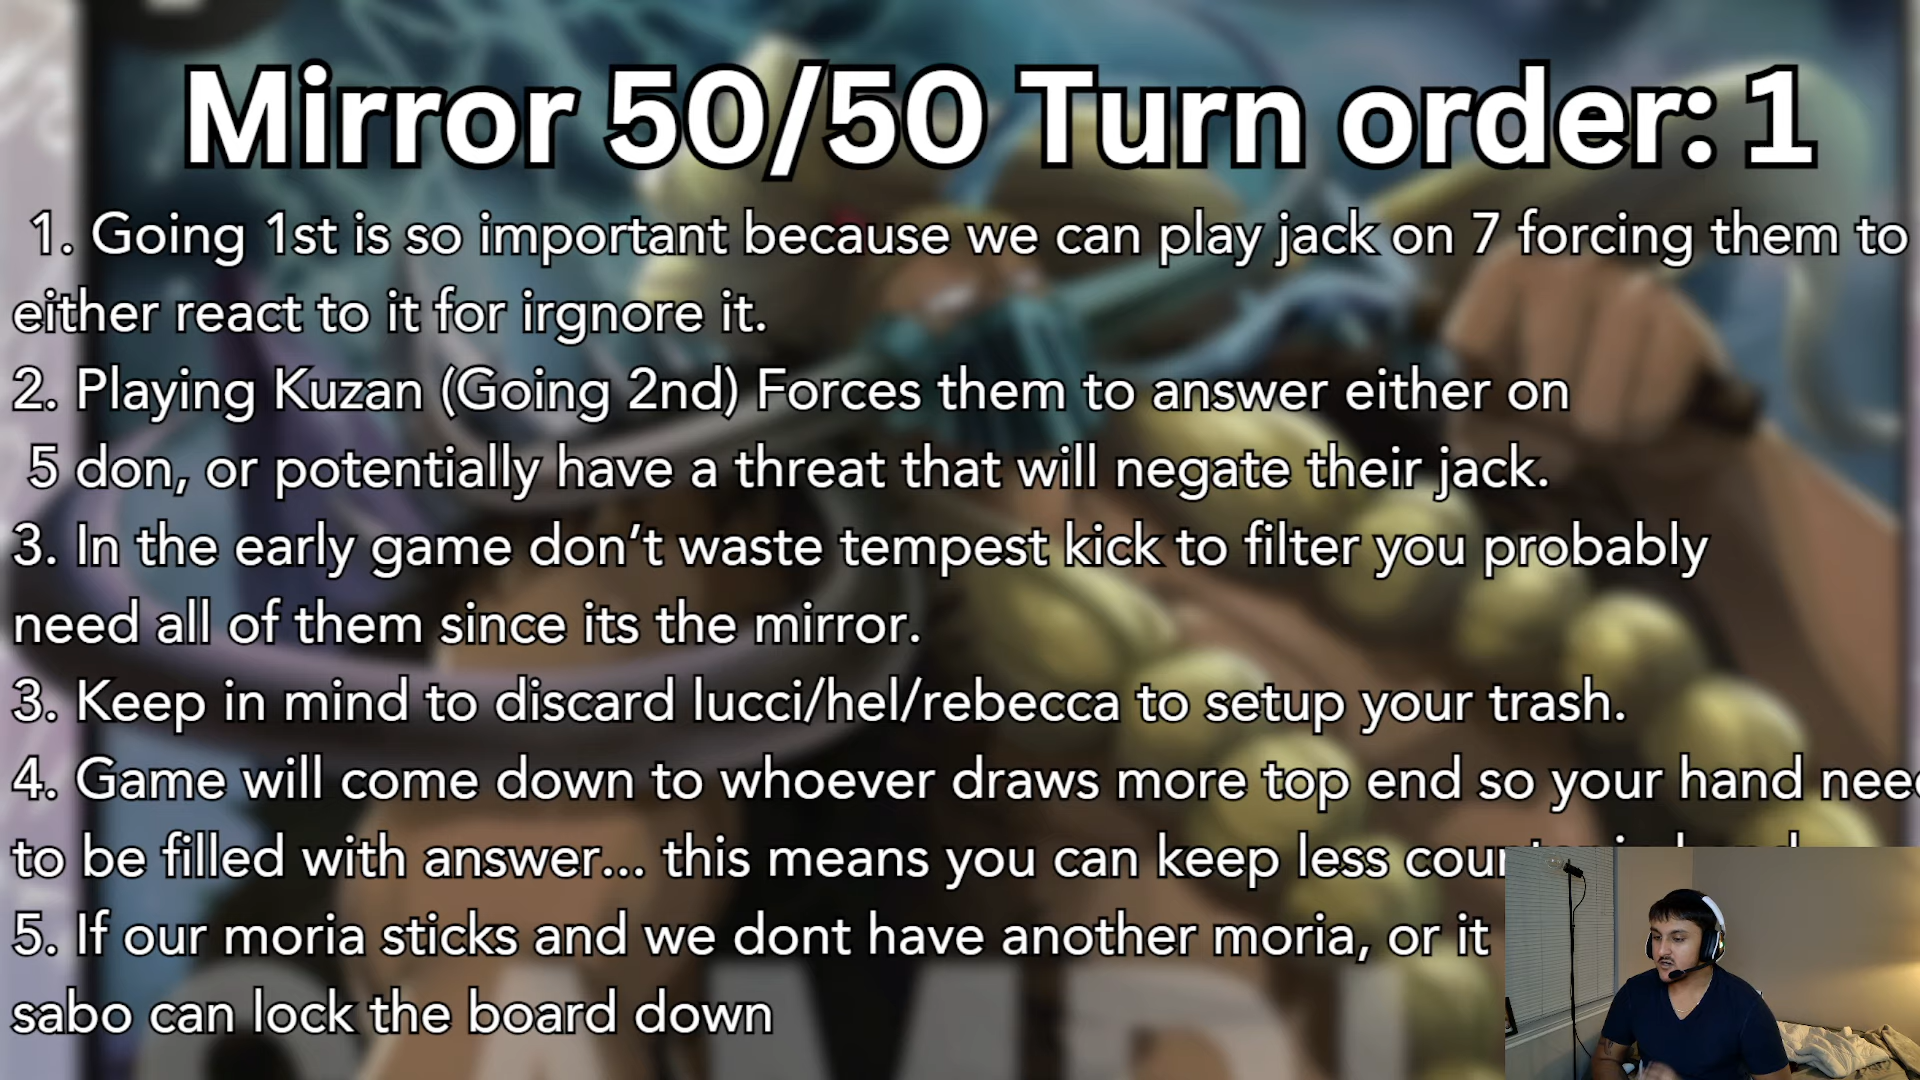 Mirror 50/50 Turn order: 1
1. Going 1st is so important because we can play jack on 7 forcing them to
either react to it for irgnore it.
2. Playing Kuzan (Going 2nd) Forces them to answer either on
5 don, or potentially have a threat that will negate their jack.
3. In the early game don’t waste tempest kick to filter you probably
need all of them since its the mirror.
3. Keep in mind to discard lucci/hel/rebecca to setup your trash.
4. Game will come down to whoever draws more top end so your hand
to be filled with answer... this means you can keep less
5. If our moria sticks and we dont have another moria, or it
sabo can lock the board down